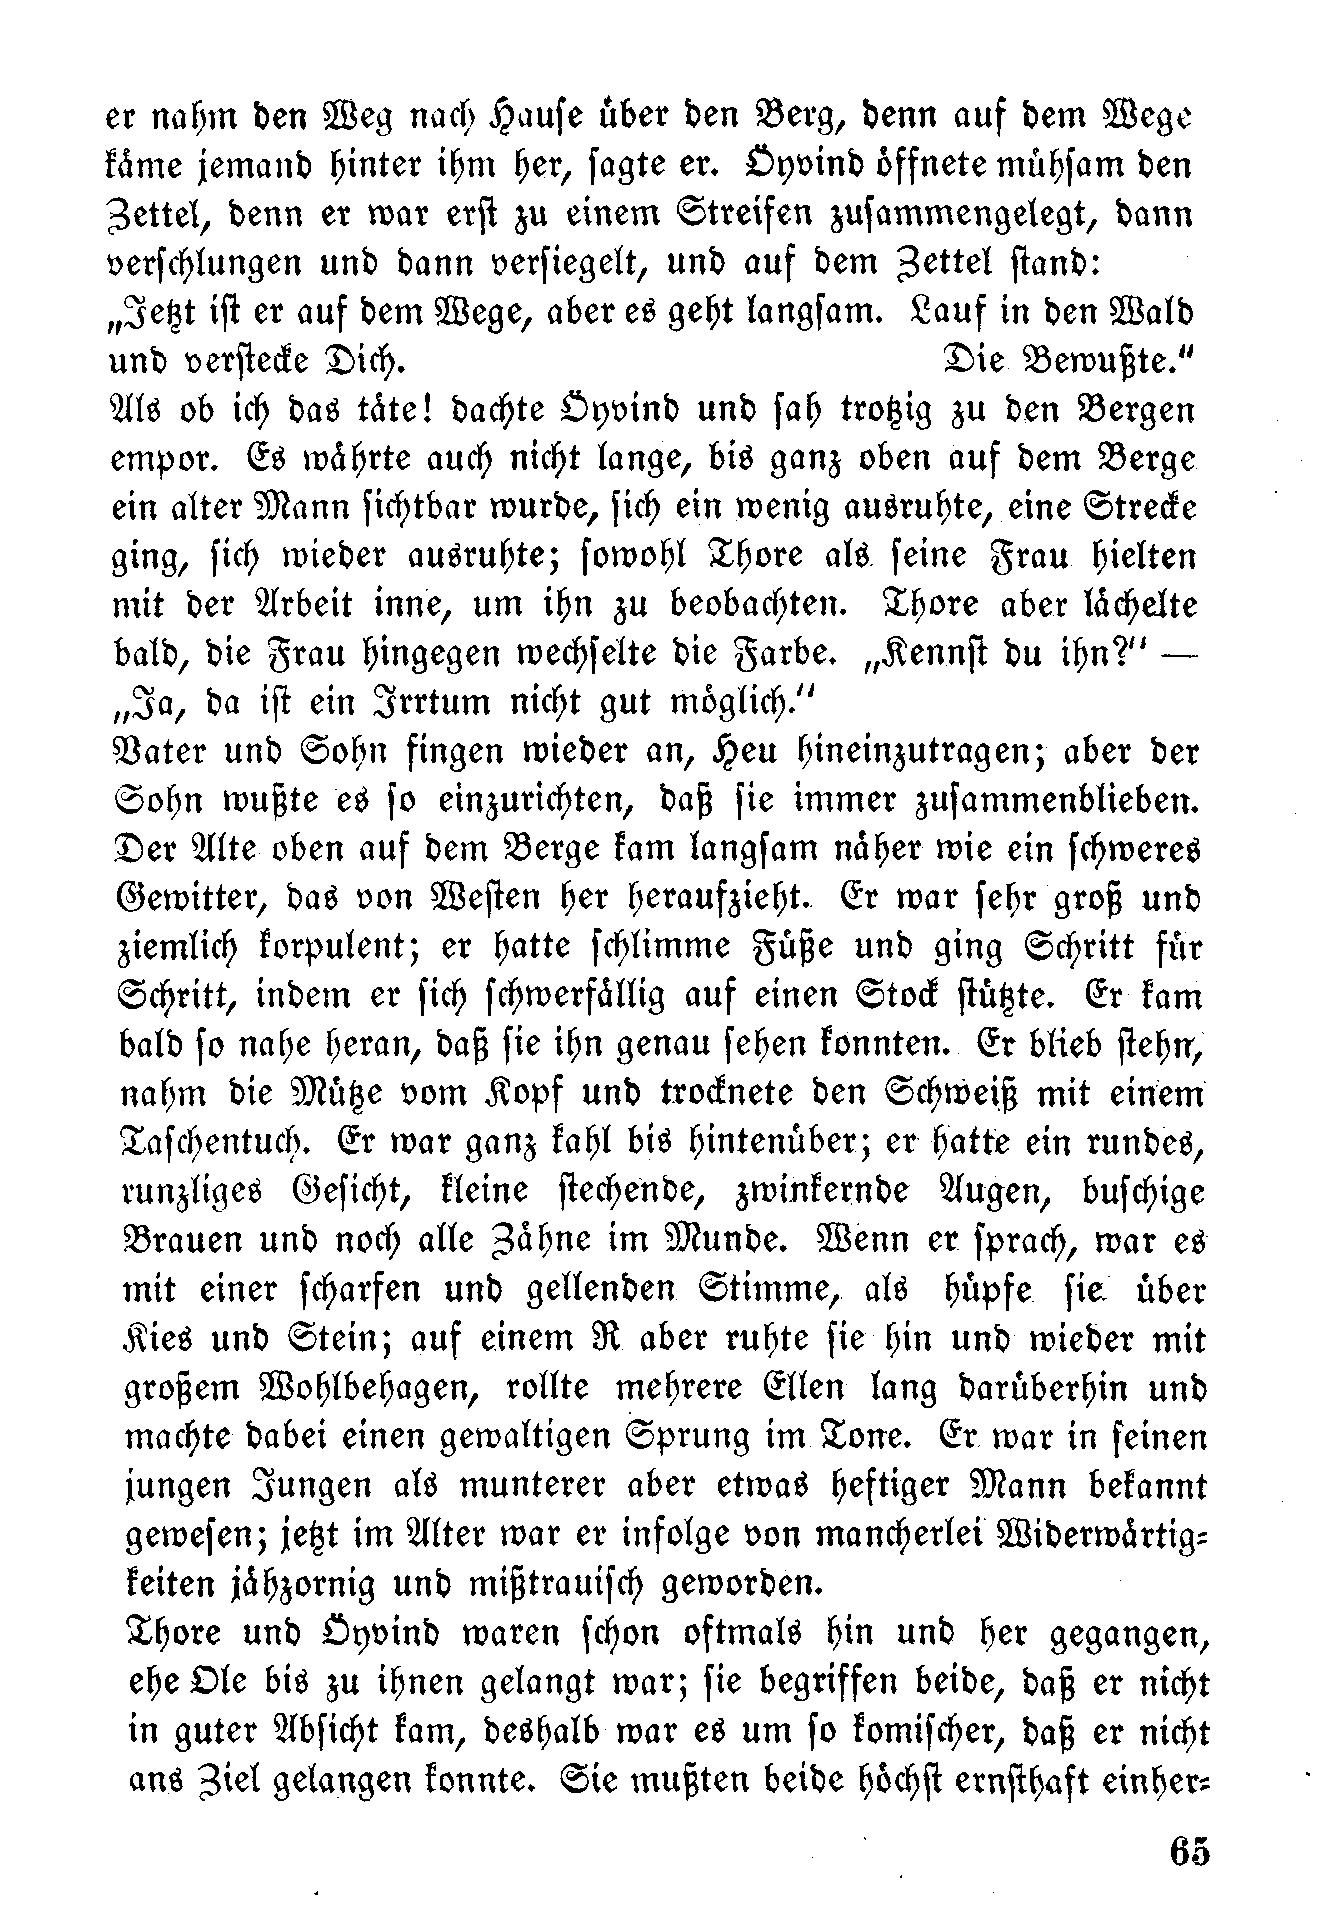 er nahm den Weg nach Hause über den Berg, denn auf dem Wege
käme jemand hinter ihm her, sagte er. Öyvind öffnete mühsam den
Zettel, denn er war erst zu einem Streifen zusammengelegt, dann
verschlungen und dann versiegelt, und auf dem Zettel stand:
„Jetzt ist er auf dem Wege, aber es geht langsam. Lauf in den Wald
und verstecke Dich. Die Bewußte.“
Als ob ich das täte! dachte Öyvind und sah trotzig zu den Bergen
empor. Es währte auch nicht lange, bis ganz oben auf dem Berge
ein alter Mann sichtbar wurde, sich ein wenig ausruhte, eine Strecke
ging, sich wieder ausruhte; sowohl Thore als seine Frau hielten
mit der Arbeit inne, um ihn zu beobachten. Thore aber lächelte
bald, die Frau hingegen wechselte die Farbe. „Kennst du ihn?“ —
„Ja, da ist ein Irrtum nicht gut möglich.“
Vater und Sohn fingen wieder an, Heu hineinzutragen; aber der
Sohn wußte es so einzurichten, daß sie immer zusammenblieben.
Der Alte oben auf dem Berge kam langsam näher wie ein schweres
Gewitter, das von Westen her heraufzieht. Er war sehr groß und
ziemlich korpulent; er hatte schlimme Füße und ging Schritt für
Schritt, indem er sich schwerfällig auf einen Stock stützte. Er kam
bald so nahe heran, daß sie ihn genau sehen konnten. Er blieb stehn,
nahm die Mütze vom Kopf und trocknete den Schweiß mit einem
Taschentuch. Er war ganz kahl bis hintenüber; er hatte ein rundes,
runzliges Gesicht, kleine stechende, zwinkernde Augen, buschige
Brauen und noch alle Zähne im Munde. Wenn er sprach, war es
mit einer scharfen und gellenden Stimme, als hüpfe sie über
Kies und Stein; auf einem R aber ruhte sie hin und wieder mit
großem Wohlbehagen, rollte mehrere Ellen lang darüberhin und
machte dabei einen gewaltigen Sprung im Tone. Er war in seinen
jungen Jungen als munterer aber etwas heftiger Mann bekannt
gewesen; jetzt im Alter war er infolge von mancherlei Widerwärtig-
keiten jähzornig und mißtrauisch geworden.
Thore und Öyvind waren schon oftmals hin und her gegangen,
ehe Ole bis zu ihnen gelangt war; sie begriffen beide, daß er nicht
in guter Absicht kam, deshalb war es um so komischer, daß er nicht
ans Ziel gelangen konnte. Sie mußten beide höchst ernsthaft einher-
65